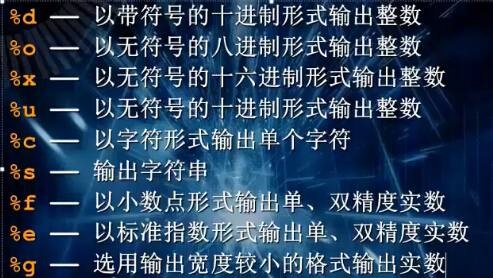 %d — 以带符号的十进制形式输出整数
%o — 以无符号的八进制形式输出整数
%x — 以无符号的十六进制形式输出整数
%u — 以无符号的十进制形式输出整数
%c — 以字符形式输出单个字符
%s — 输出字符串
%f — 以小数点形式输出单、双精度实数
%e — 以标准指数形式输出单、双精度实数
%g — 选用输出宽度较小的格式输出实数